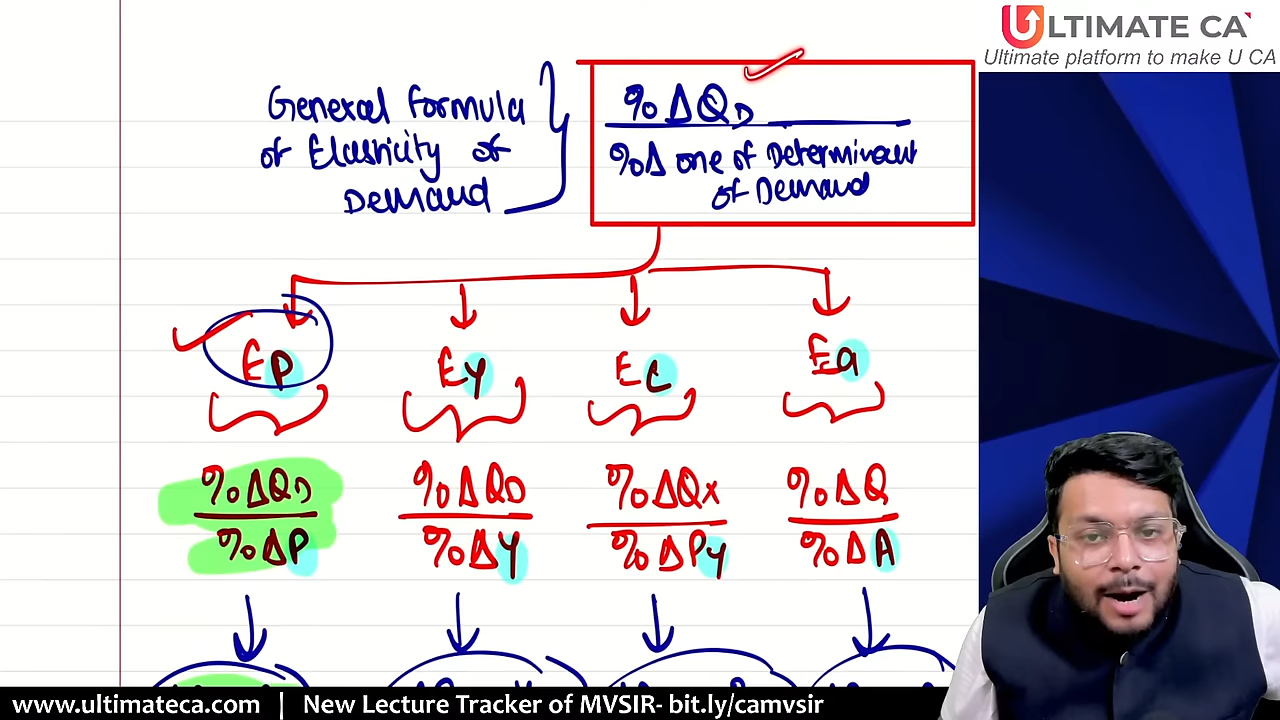 ULTIMATE CA
Ultimate platform to make U CA
General formula
of Elasticity of
Demand
%ΔQD
%Δ one of Determinant
of Demand
EP
Ey
EC
Ea
%ΔQD
%ΔP
%ΔQD
%ΔY
%ΔQx
%ΔPy
%ΔQ
%ΔA
www.ultimateca.com | New Lecture Tracker of MVSIR- bit.ly/camvsir